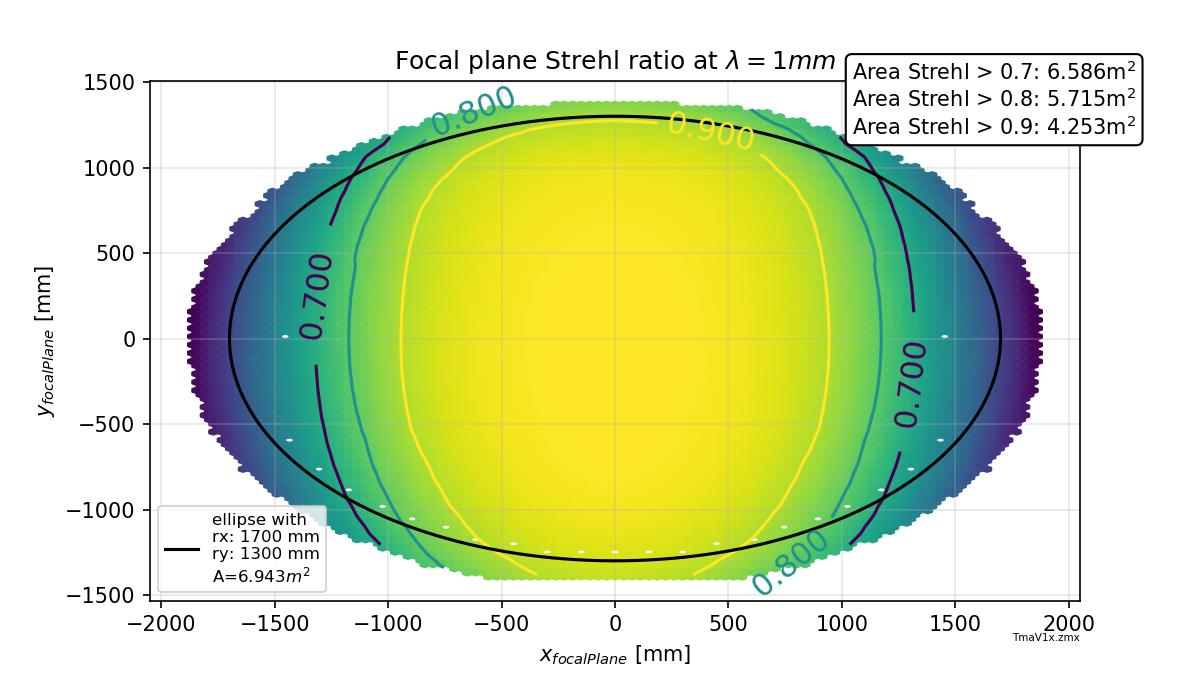 Focal plane Strehl ratio at λ = 1mm
Area Strehl > 0.7: 6.586m²
Area Strehl > 0.8: 5.715m²
Area Strehl > 0.9: 4.253m²
1500
1000
500
0
−500
−1000
−1500
y_focalPlane [mm]
0.800
0.900
0.700
0.700
0.800
ellipse with
rx: 1700 mm
ry: 1300 mm
A=6.943m²
−2000 −1500 −1000 −500 0 500 1000 1500 2000
TmaV1x.zmx
x_focalPlane [mm]